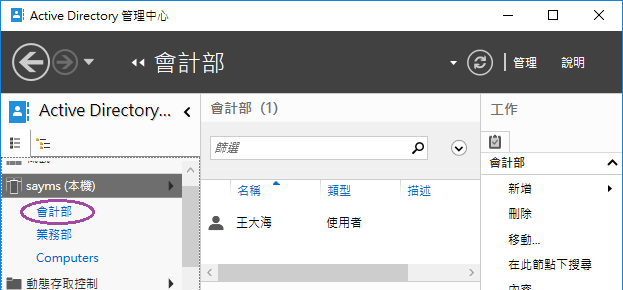 Active Directory 管理中心
會計部
管理
說明
Active Directory...
sayms (本機)
會計部
業務部
Computers
動態存取控制
會計部 (1)
篩選
名稱 類型 描述
王大海 使用者
工作
會計部
新增
刪除
移動...
在此節點下搜尋
內容